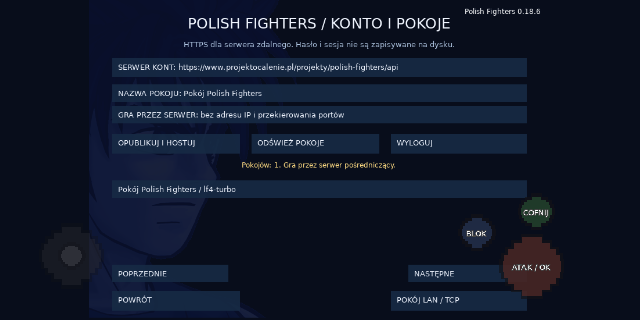 Polish Fighters 0.18.6
POLISH FIGHTERS / KONTO I POKOJE
HTTPS dla serwera zdalnego. Hasło i sesja nie są zapisywane na dysku.
SERWER KONT: https://www.projektocalenie.pl/projekty/polish-fighters/api
NAZWA POKOJU: Pokój Polish Fighters
GRA PRZEZ SERWER: bez adresu IP i przekierowania portów
OPUBLIKUJ I HOSTUJ ODŚWIEŻ POKOJE WYLOGUJ
Pokojów: 1. Gra przez serwer pośredniczący.
Pokój Polish Fighters / lf4-turbo
COFNIJ
BLOK
ATAK / OK
POPRZEDNIE NASTĘPNE
POWRÓT POKÓJ LAN / TCP